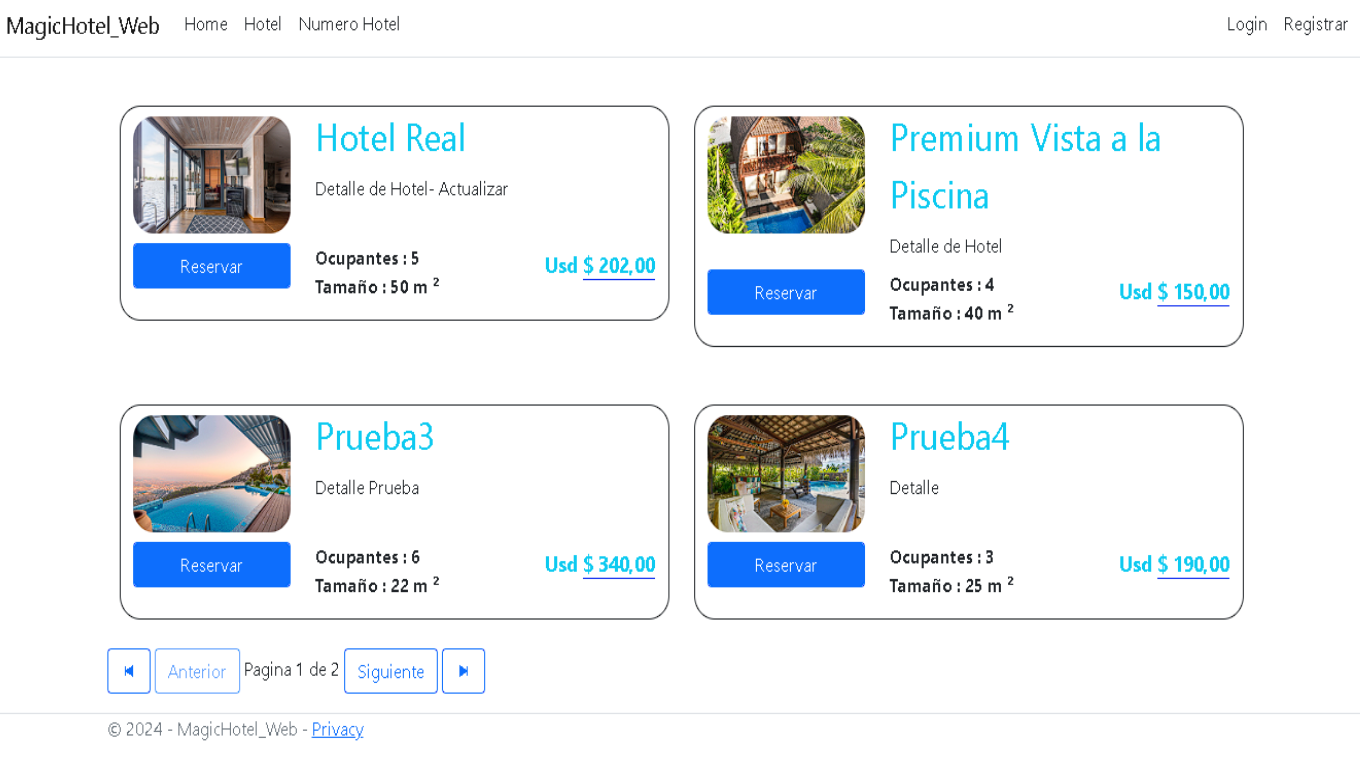 MagicHotel_Web Home Hotel Numero Hotel Login Registrar
Hotel Real
Detalle de Hotel- Actualizar
Reservar
Ocupantes : 5
Tamaño : 50 m ²
Usd $ 202,00
Premium Vista a la
Piscina
Detalle de Hotel
Reservar
Ocupantes : 4
Tamaño : 40 m ²
Usd $ 150,00
Prueba3
Detalle Prueba
Reservar
Ocupantes : 6
Tamaño : 22 m ²
Usd $ 340,00
Prueba4
Detalle
Reservar
Ocupantes : 3
Tamaño : 25 m ²
Usd $ 190,00
Anterior Pagina 1 de 2 Siguiente
© 2024 - MagicHotel_Web - Privacy